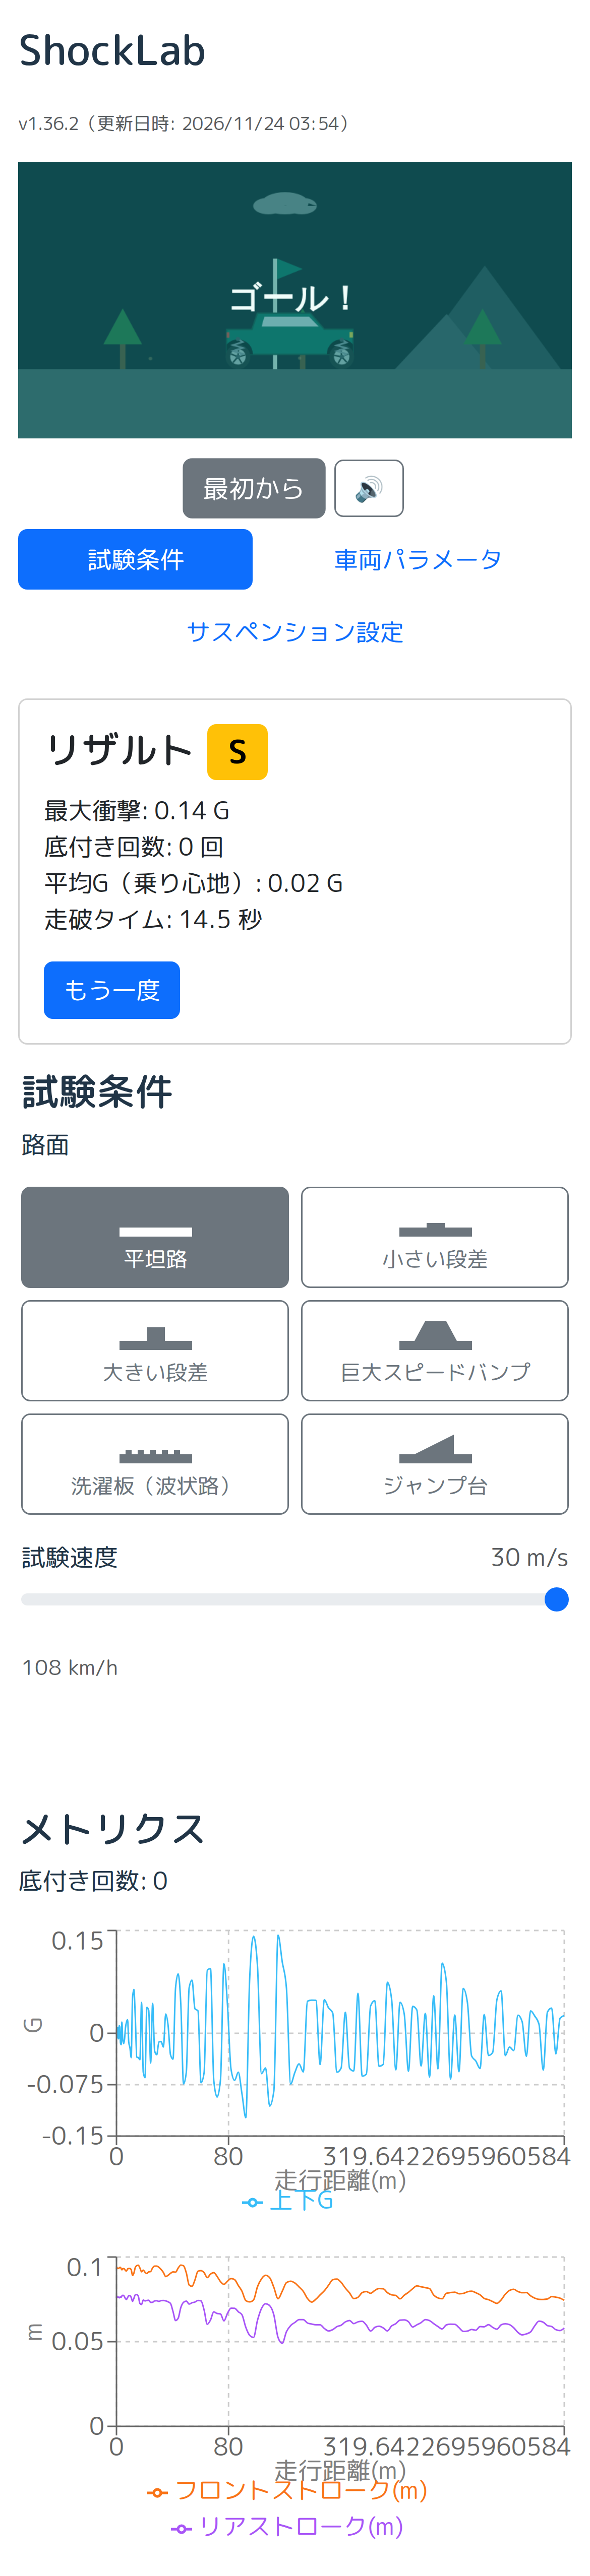 ShockLab
v1.36.2（更新日時: 2026/11/24 03:54）
ゴール！
最初から
試験条件
車両パラメータ
サスペンション設定
リザルト S
最大衝撃: 0.14 G
底付き回数: 0 回
平均G（乗り心地）: 0.02 G
走破タイム: 14.5 秒
もう一度
試験条件
路面
平坦路
小さい段差
大きい段差
巨大スピードバンプ
洗濯板（波状路）
ジャンプ台
試験速度 30 m/s
108 km/h
メトリクス
底付き回数: 0
0.15
G
0
-0.075
-0.15
0 80 319.6422695960584
走行距離(m)
上下G
0.1
m
0.05
0
0 80 319.6422695960584
走行距離(m)
フロントストローク(m)
リアストローク(m)